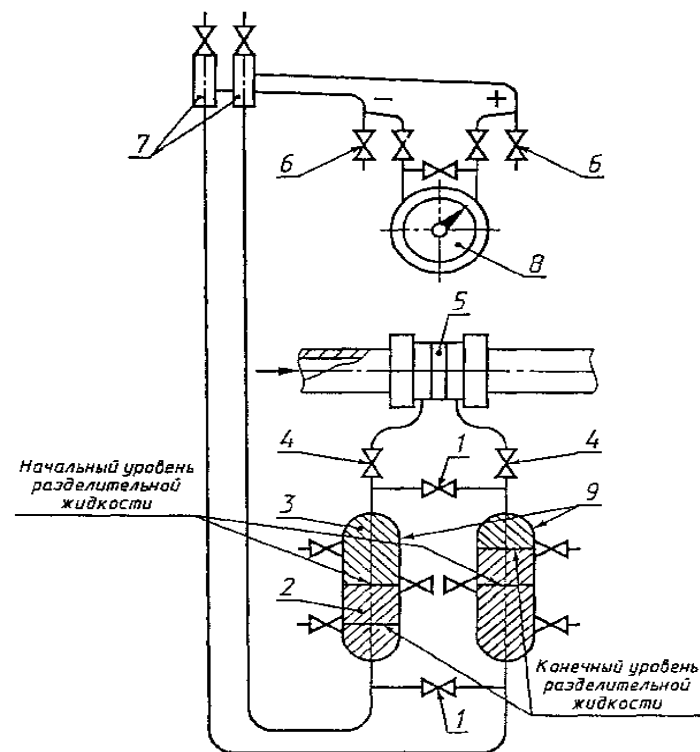 7
−
+
6
6
8
5
4
1
4
Начальный уровень
разделительной
жидкости
3
9
2
Конечный уровень
разделительной
жидкости
1